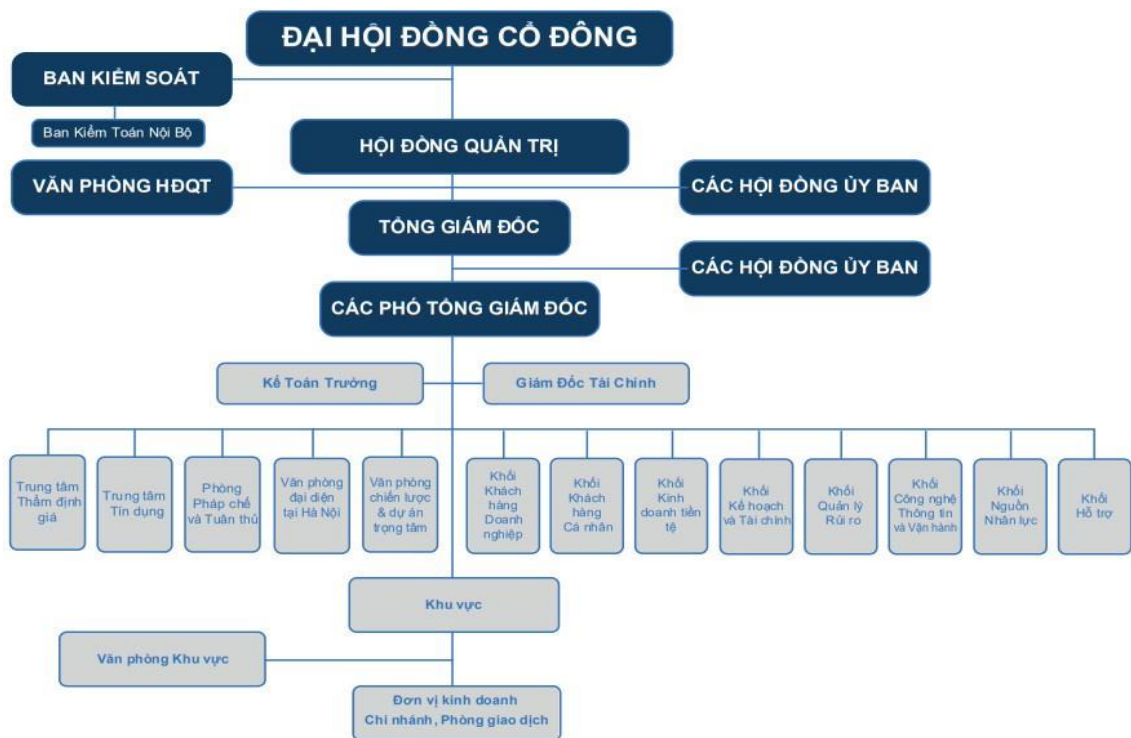 ĐẠI HỘI ĐỒNG CỔ ĐÔNG
BAN KIỂM SOÁT
Ban Kiểm Toán Nội Bộ
HỘI ĐỒNG QUẢN TRỊ
VĂN PHÒNG HĐQT
CÁC HỘI ĐỒNG ỦY BAN
TỔNG GIÁM ĐỐC
CÁC HỘI ĐỒNG ỦY BAN
CÁC PHÓ TỔNG GIÁM ĐỐC
Kế Toán Trưởng
Giám Đốc Tài Chính
Trung tâm
Thẩm định
giá
Trung tâm
Tín dụng
Phòng
Pháp chế
và Tuân thủ
Văn phòng
đại diện
tại Hà Nội
Văn phòng
chiến lược
& dự án
trọng tâm
Khối
Khách
hàng
Doanh
nghiệp
Khối
Khách
hàng
Cá nhân
Khối
Kinh
doanh tiền
tệ
Khối
Kế hoạch
và Tài chính
Khối
Quản lý
Rủi ro
Khối
Công nghệ
Thông tin
và Vận hành
Khối
Nguồn
Nhân lực
Khối
Hỗ trợ
Khu vực
Văn phòng Khu vực
Đơn vị kinh doanh
Chi nhánh, Phòng giao dịch